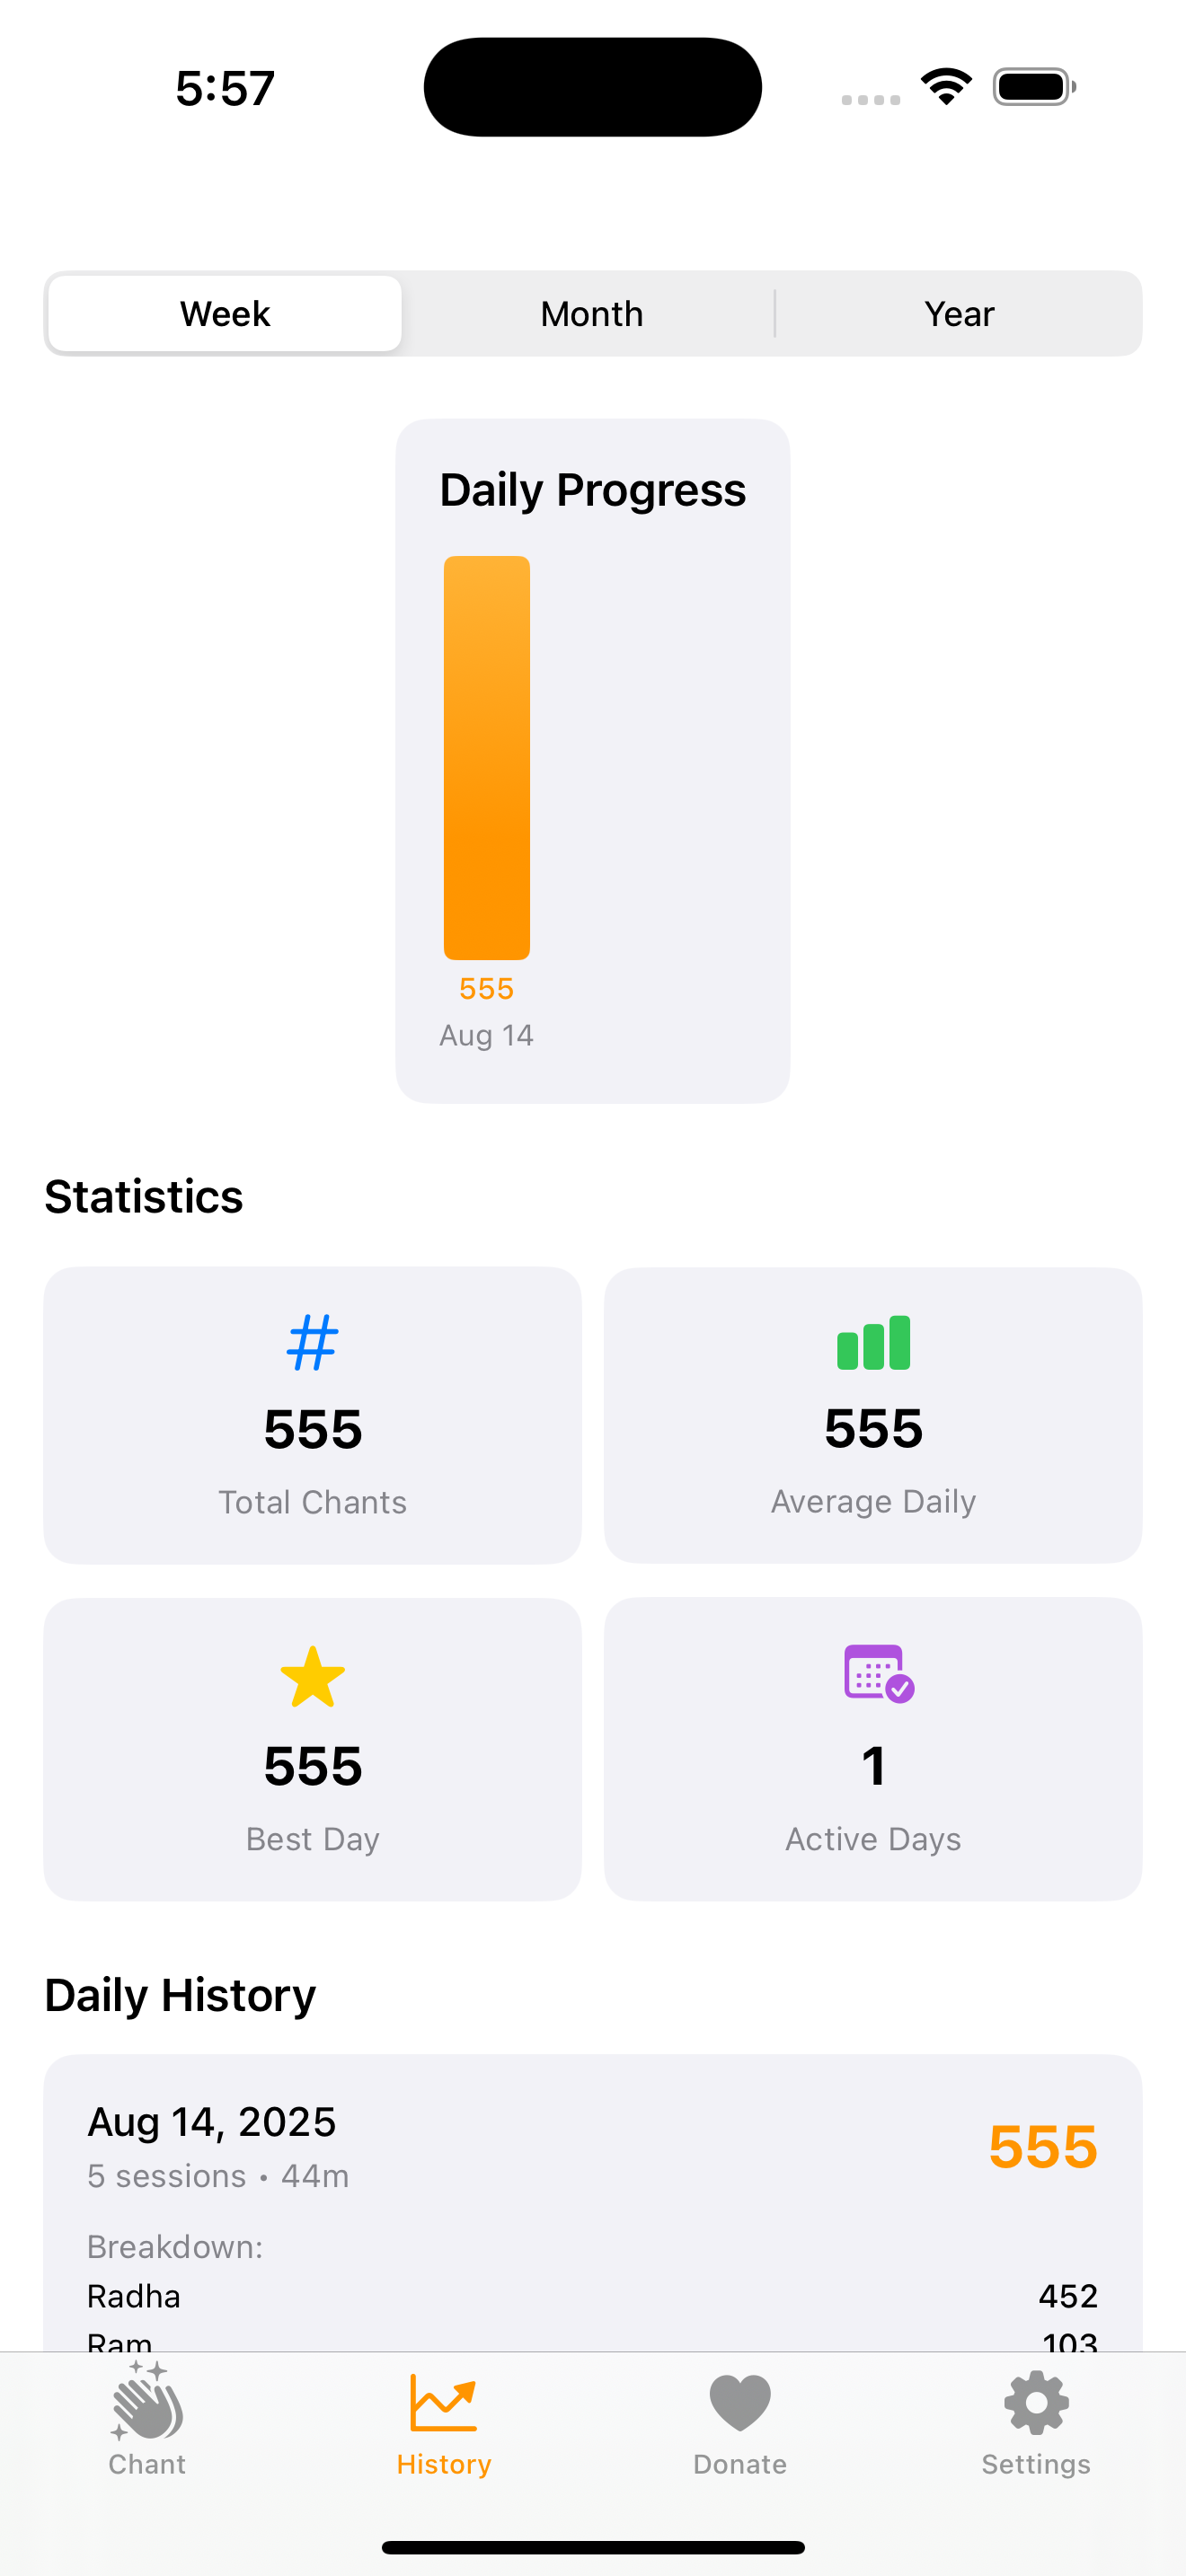 5:57
Week Month Year
Daily Progress
555
Aug 14
Statistics
555
Total Chants
555
Average Daily
555
Best Day
1
Active Days
Daily History
Aug 14, 2025
555
5 sessions • 44m
Breakdown:
Radha 452
Ram 103
Chant History Donate Settings